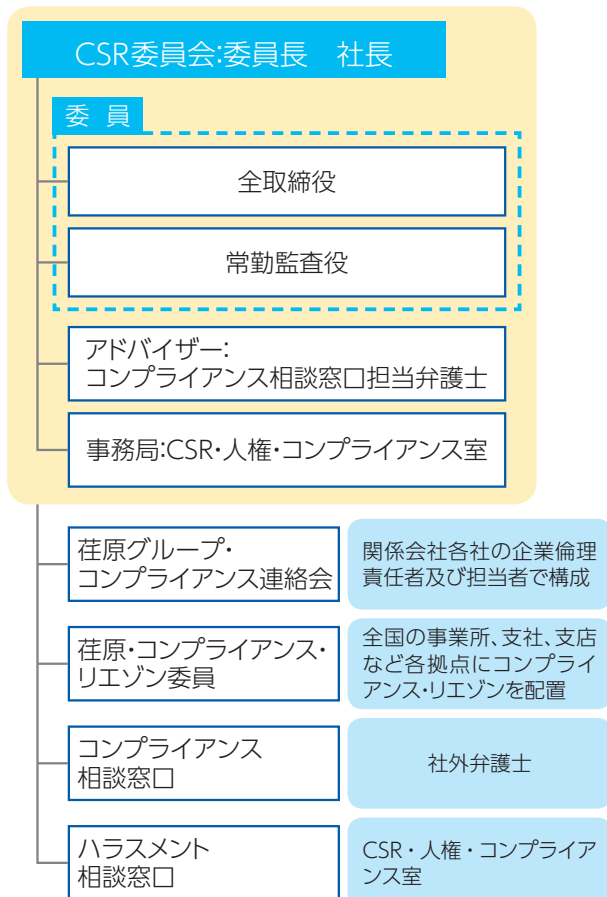 CSR委員会:委員長　社長
委員
全取締役
常勤監査役
アドバイザー:
コンプライアンス相談窓口担当弁護士
事務局:CSR・人権・コンプライアンス室
荏原グループ・
コンプライアンス連絡会
関係会社各社の企業倫理
責任者及び担当者で構成
荏原・コンプライアンス・
リエゾン委員
全国の事業所、支社、支店
など各拠点にコンプライ
アンス・リエゾンを配置
コンプライアンス
相談窓口
社外弁護士
ハラスメント
相談窓口
CSR・人権・コンプライア
ンス室